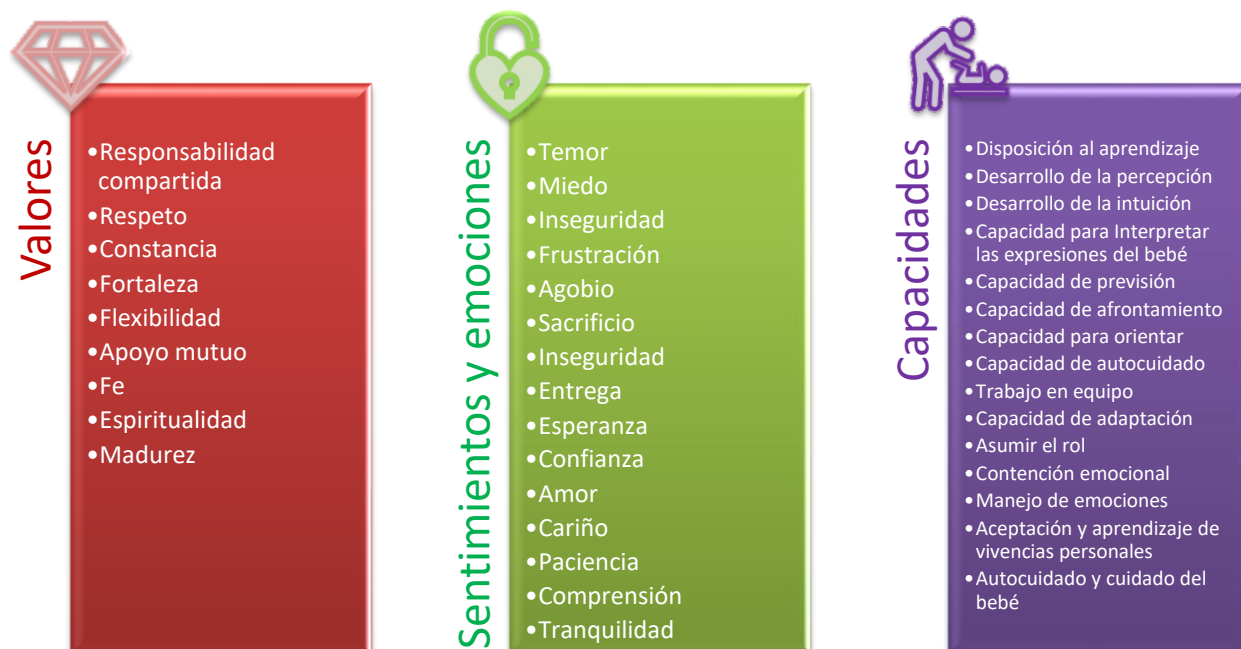 Valores
•Responsabilidad
compartida
•Respeto
•Constancia
•Fortaleza
•Flexibilidad
•Apoyo mutuo
•Fe
•Espiritualidad
•Madurez
Sentimientos y emociones
•Temor
•Miedo
•Inseguridad
•Frustración
•Agobio
•Sacrificio
•Inseguridad
•Entrega
•Esperanza
•Confianza
•Amor
•Cariño
•Paciencia
•Comprensión
•Tranquilidad
Capacidades
•Disposición al aprendizaje
•Desarrollo de la percepción
•Desarrollo de la intuición
•Capacidad para Interpretar
las expresiones del bebé
•Capacidad de previsión
•Capacidad de afrontamiento
•Capacidad para orientar
•Capacidad de autocuidado
•Trabajo en equipo
•Capacidad de adaptación
•Asumir el rol
•Contención emocional
•Manejo de emociones
•Aceptación y aprendizaje de
vivencias personales
•Autocuidado y cuidado del
bebé